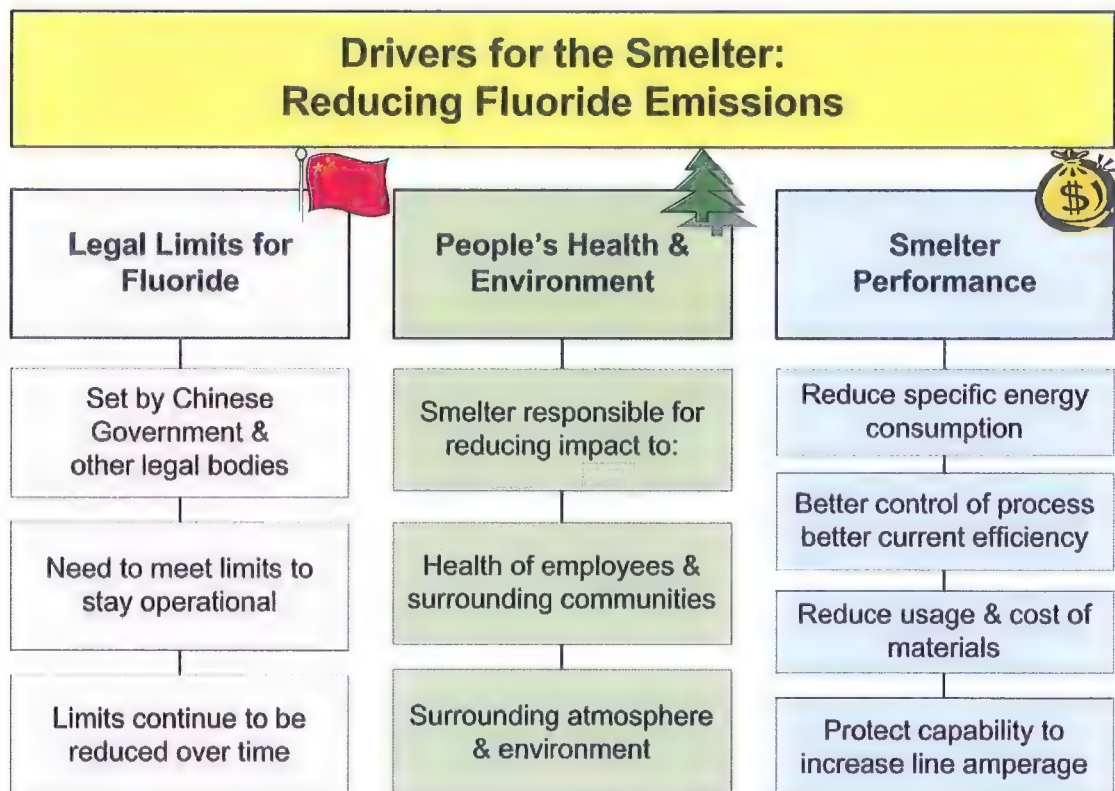 Drivers for the Smelter:
Reducing Fluoride Emissions
Legal Limits for
Fluoride
Set by Chinese
Government &
other legal bodies
Need to meet limits to
stay operational
Limits continue to be
reduced over time
People's Health &
Environment
Smelter responsible for
reducing impact to:
Health of employees &
surrounding communities
Surrounding atmosphere
& environment
$
Smelter
Performance
Reduce specific energy
consumption
Better control of process
better current efficiency
Reduce usage & cost of
materials
Protect capability to
increase line amperage